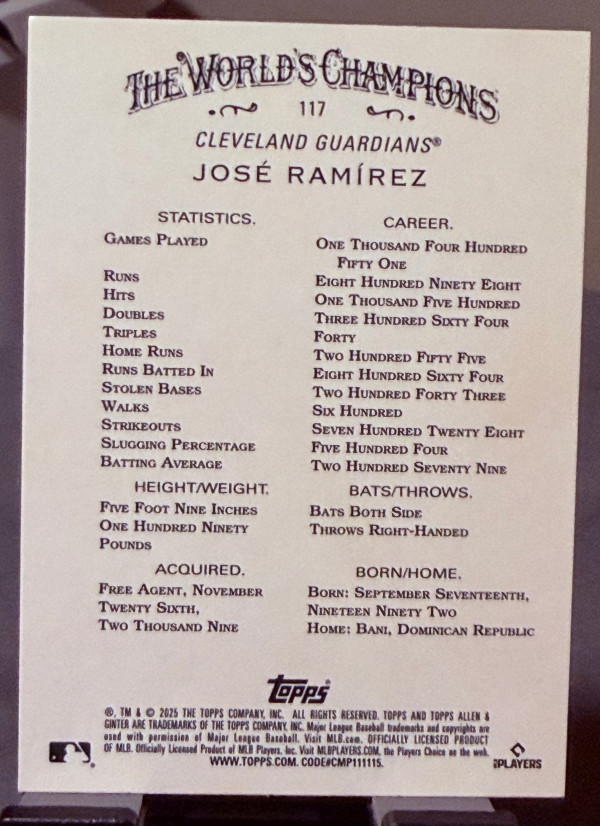 THE WORLD'S CHAMPIONS
117
CLEVELAND GUARDIANS®
JOSÉ RAMÍREZ
STATISTICS.
GAMES PLAYED
RUNS
HITS
DOUBLES
TRIPLES
HOME RUNS
RUNS BATTED IN
STOLEN BASES
WALKS
STRIKEOUTS
SLUGGING PERCENTAGE
BATTING AVERAGE
CAREER.
ONE THOUSAND FOUR HUNDRED
FIFTY ONE
EIGHT HUNDRED NINETY EIGHT
ONE THOUSAND FIVE HUNDRED
THREE HUNDRED SIXTY FOUR
FORTY
TWO HUNDRED FIFTY FIVE
EIGHT HUNDRED SIXTY FOUR
TWO HUNDRED FORTY THREE
SIX HUNDRED
SEVEN HUNDRED TWENTY EIGHT
FIVE HUNDRED FOUR
TWO HUNDRED SEVENTY NINE
HEIGHT/WEIGHT.
FIVE FOOT NINE INCHES
ONE HUNDRED NINETY
POUNDS
BATS/THROWS.
BATS BOTH SIDE
THROWS RIGHT-HANDED
ACQUIRED.
FREE AGENT, NOVEMBER
TWENTY SIXTH,
TWO THOUSAND NINE
BORN/HOME.
BORN: SEPTEMBER SEVENTEENTH,
NINETEEN NINETY TWO
HOME: BANI, DOMINICAN REPUBLIC
topps®
®, TM & © 2025 THE TOPPS COMPANY, INC. ALL RIGHTS RESERVED. TOPPS AND TOPPS ALLEN &
GINTER ARE TRADEMARKS OF THE TOPPS COMPANY, INC. Major League Baseball trademarks and copyrights are
used with permission of Major League Baseball. Visit MLB.com. OFFICIALLY LICENSED PRODUCT
OF MLB. Officially Licensed Product of MLB Players, Inc. Visit MLBPLAYERS.COM, the Players Choice on the web.
WWW.TOPPS.COM. CODE#CMP111115.
MLB PLAYERS